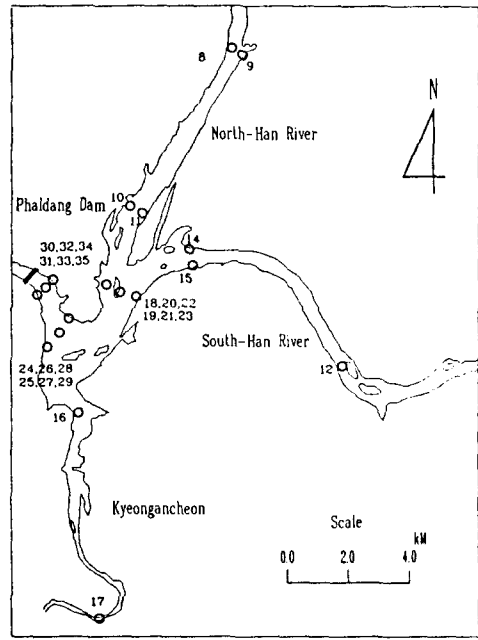 8
9
North-Han River
N
10
11
Phaldang Dam
30,32,34
31,33,35
14
15
18,20,22
19,21,23
South-Han River
12
24,26,28
25,27,29
16
Kyeongancheon
Scale
kM
0.0 2.0 4.0
17